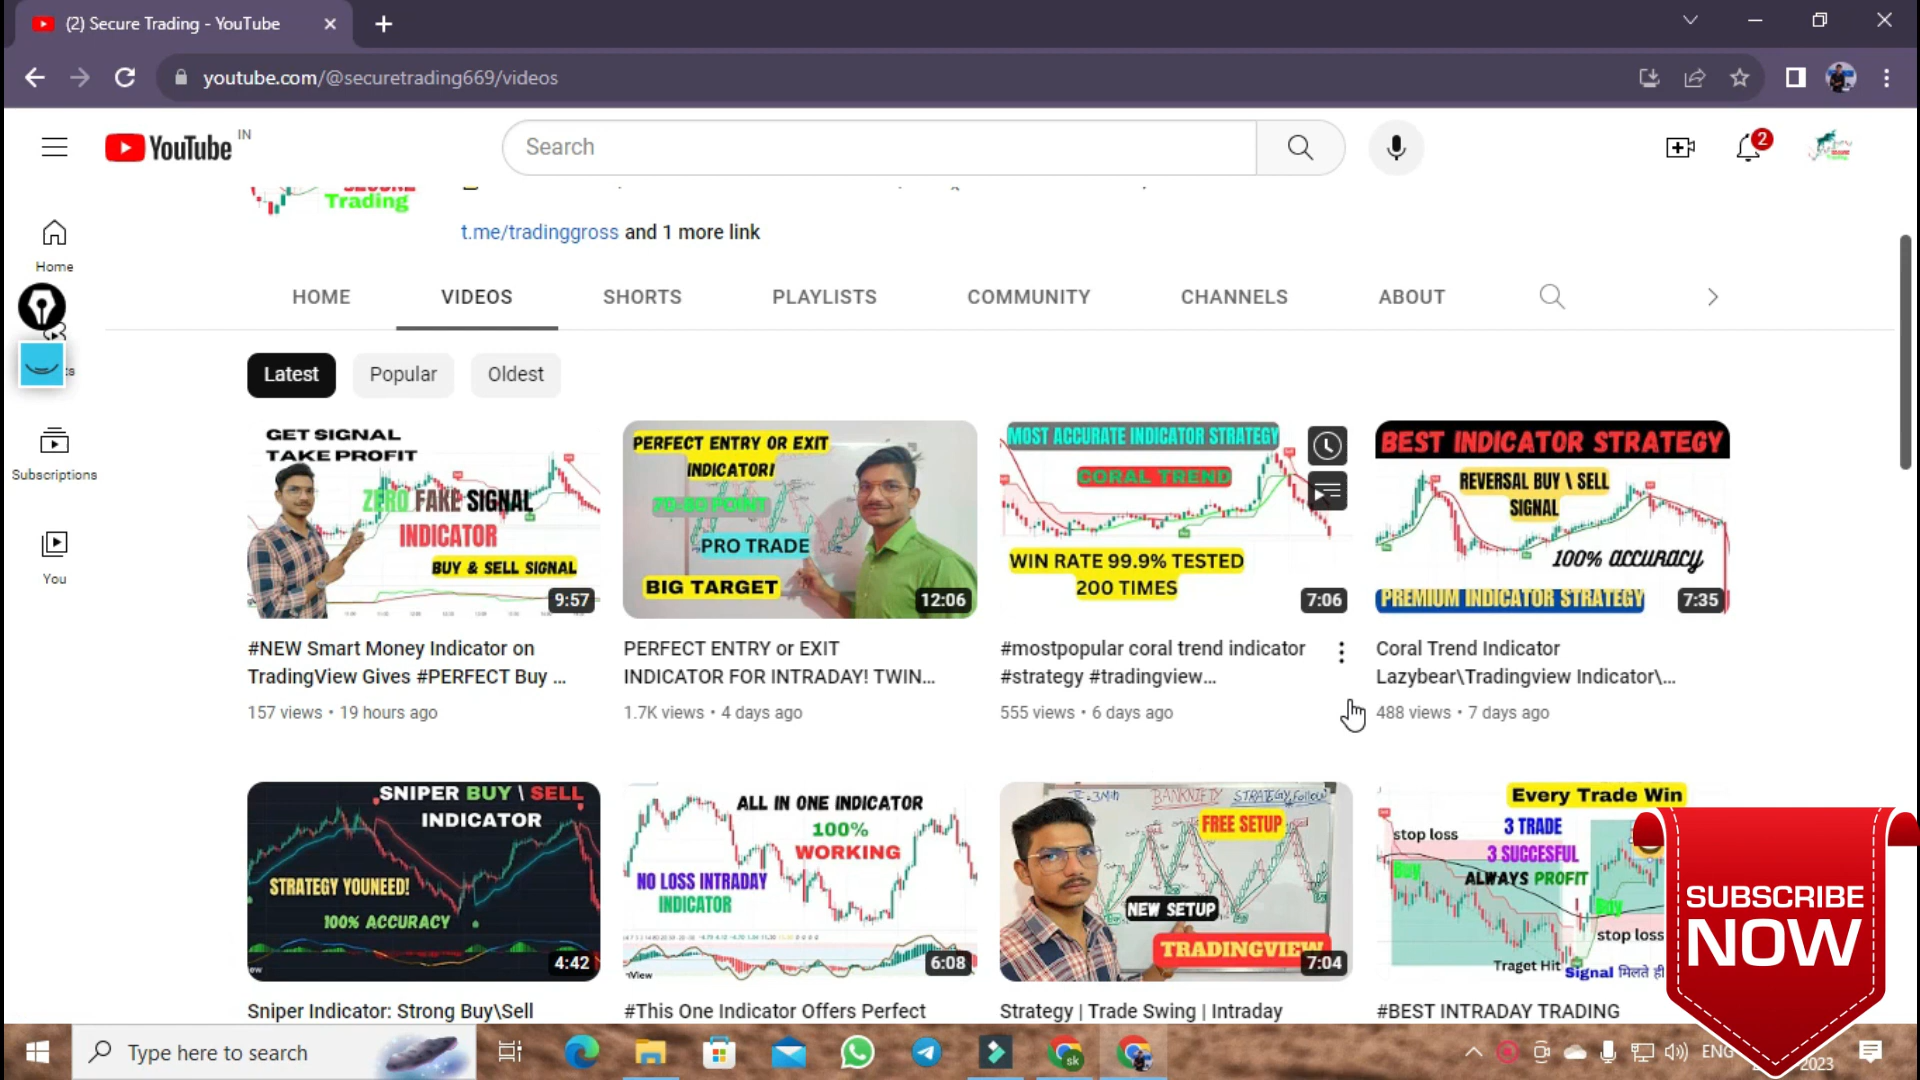 (2) Secure Trading - YouTube
youtube.com/@securetrading669/videos
YouTube IN
Search
2
Trading
t.me/tradinggross and 1 more link
Home
Subscriptions
You
HOME VIDEOS SHORTS PLAYLISTS COMMUNITY CHANNELS ABOUT
Latest Popular Oldest
GET SIGNAL
TAKE PROFIT
ZERO FAKE SIGNAL
INDICATOR
BUY & SELL SIGNAL
9:57
PERFECT ENTRY OR EXIT
INDICATOR!
70-80 POINT
PRO TRADE
BIG TARGET
12:06
MOST ACCURATE INDICATOR STRATEGY
CORAL TREND
WIN RATE 99.9% TESTED
200 TIMES
7:06
BEST INDICATOR STRATEGY
REVERSAL BUY \ SELL
SIGNAL
100% ACCURACY
PREMIUM INDICATOR STRATEGY
7:35
#NEW Smart Money Indicator on
TradingView Gives #PERFECT Buy ...
157 views • 19 hours ago
PERFECT ENTRY or EXIT
INDICATOR FOR INTRADAY! TWIN...
1.7K views • 4 days ago
#mostpopular coral trend indicator
#strategy #tradingview...
555 views • 6 days ago
Coral Trend Indicator
Lazybear\Tradingview Indicator\...
488 views • 7 days ago
SNIPER BUY \ SELL
INDICATOR
STRATEGY YOUNEED!
100% ACCURACY
4:42
ALL IN ONE INDICATOR
100%
WORKING
NO LOSS INTRADAY
INDICATOR
6:08
BANKNIFTY STRATEGY Follow
FREE SETUP
NEW SETUP
TRADINGVIEW
7:04
Every Trade Win
stop loss
3 TRADE
3 SUCCESFUL
ALWAYS PROFIT
Buy
Buy
stop loss
Traget Hit
Signal मिलते ही
Sniper Indicator: Strong Buy\Sell
#This One Indicator Offers Perfect
Strategy | Trade Swing | Intraday
#BEST INTRADAY TRADING
SUBSCRIBE
NOW
Type here to search
sk
ENG
2023